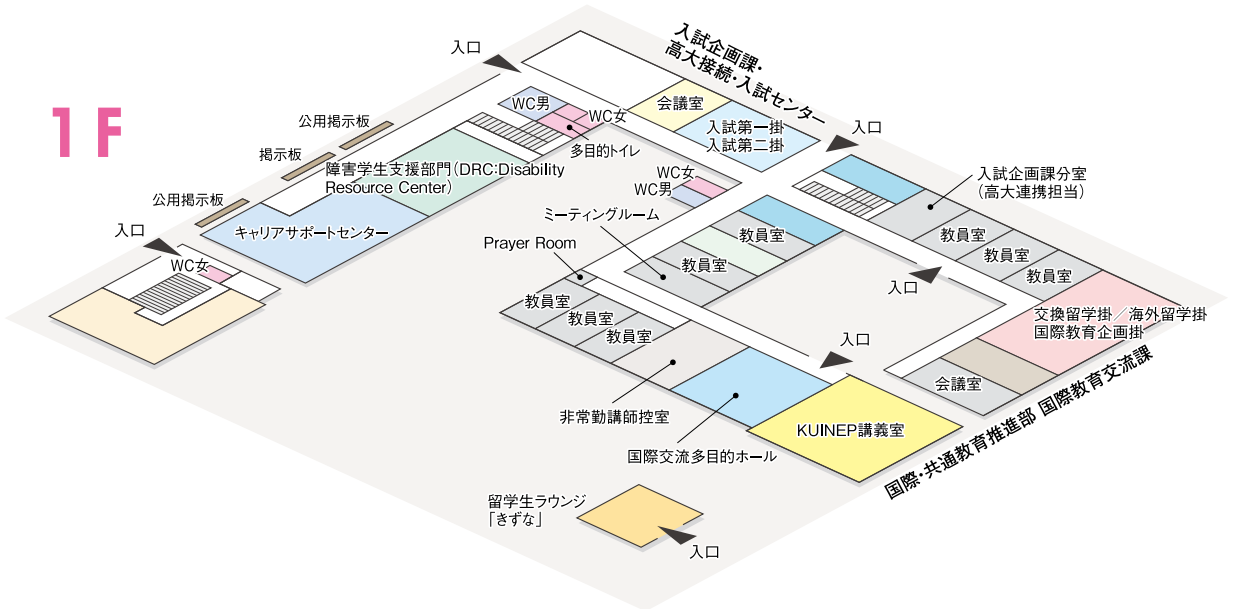 1F
入口
入試企画課・
高大接続・入試センター
WC男
WC女
会議室
入試第一掛
入試第二掛
入口
公用掲示板
多目的トイレ
掲示板
障害学生支援部門(DRC:Disability
Resource Center)
WC女
WC男
入試企画課分室
(高大連携担当)
公用掲示板
キャリアサポートセンター
ミーティングルーム
入口
Prayer Room
教員室
教員室
教員室
教員室
教員室
WC女
入口
教員室
教員室
教員室
交換留学掛/海外留学掛
国際教育企画掛
入口
会議室
非常勤講師控室
KUINEP講義室
国際交流多目的ホール
国際・共通教育推進部 国際教育交流課
留学生ラウンジ
「きずな」
入口